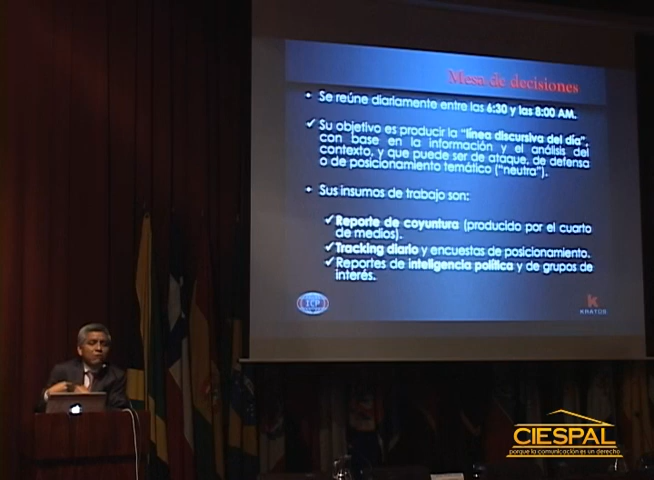 Mesa de decisiones
• Se reúne diariamente entre las 6:30 y las 8:00 AM.
✓ Su objetivo es producir la "línea discursiva del día",
con base en la información y el análisis del
contexto, y que puede ser de ataque, de defensa
o de posicionamiento temático ("neutra").
• Sus insumos de trabajo son:
✓ Reporte de coyuntura (producido por el cuarto
de medios).
✓ Tracking diario y encuestas de posicionamiento.
✓ Reportes de inteligencia política y de grupos de
interés.
ICP
K
KRATOS
CIESPAL
porque la comunicación es un derecho